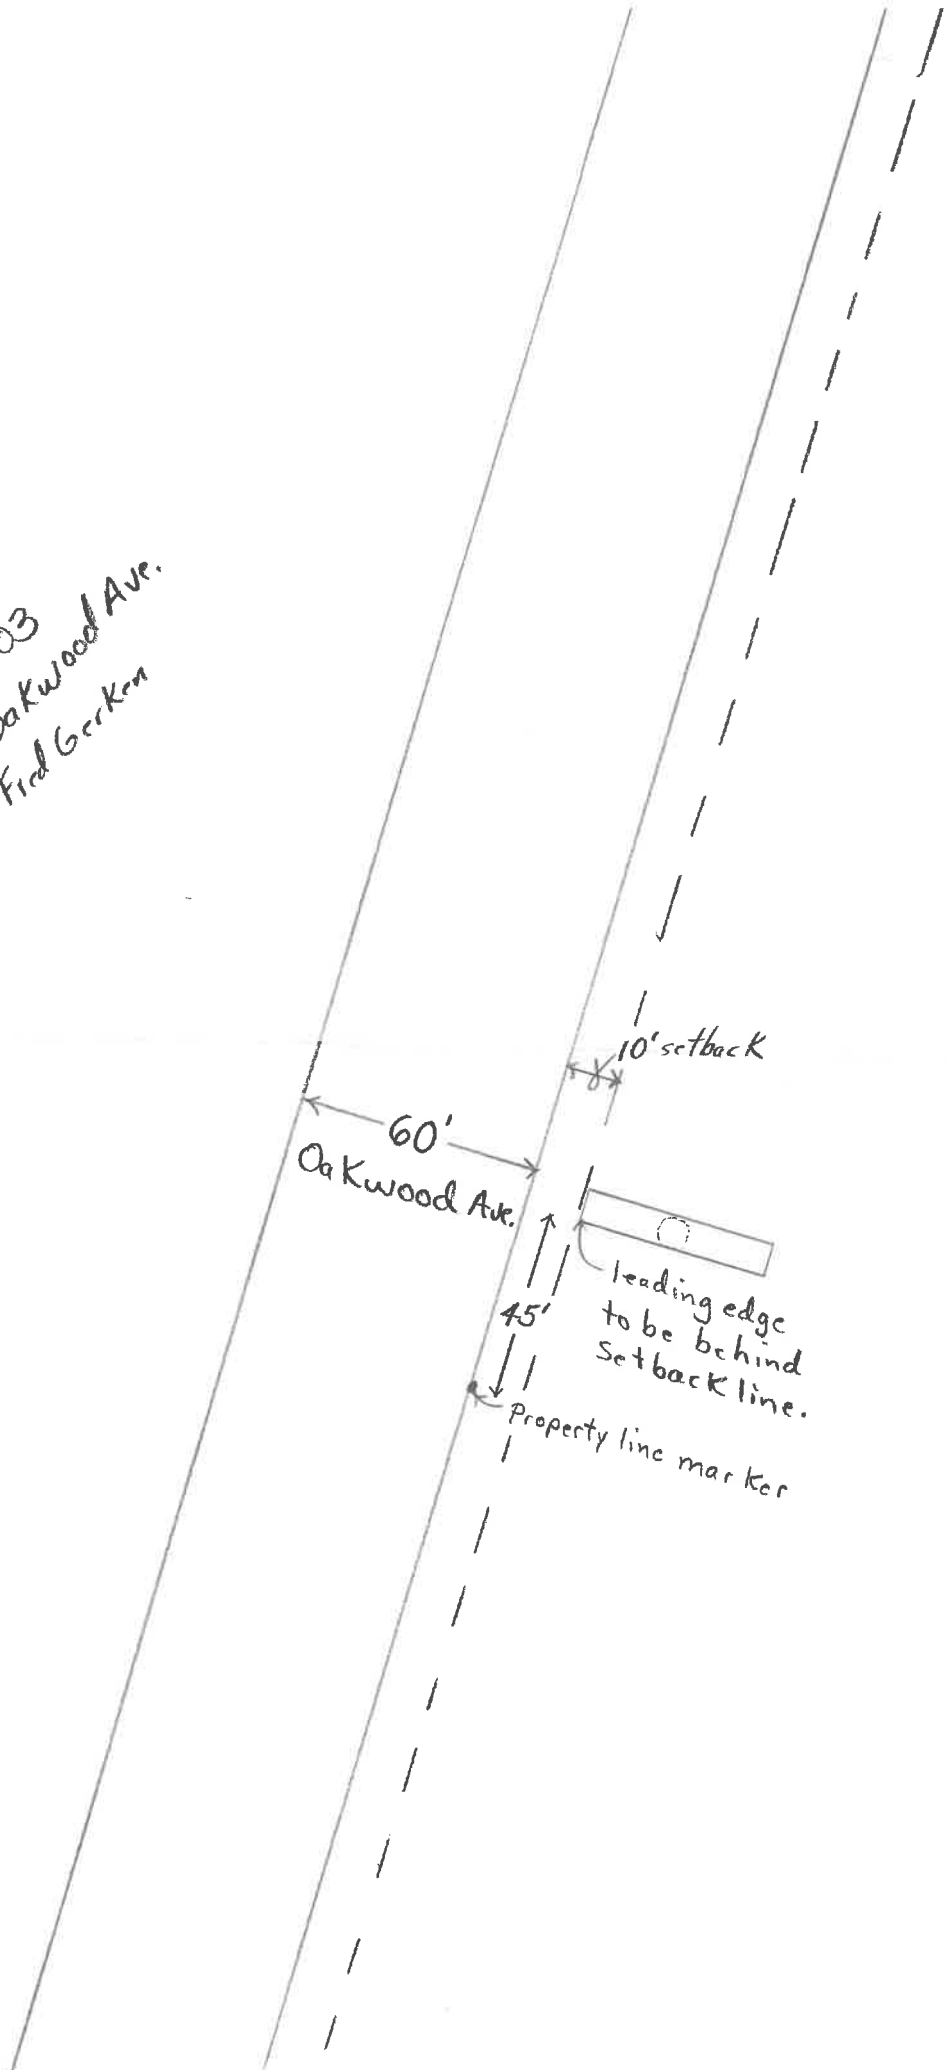 03
Oakwood Ave.
Fred Gerken
10' setback
60'
Oakwood Ave.
leading edge
to be behind
setback line.
45'
Property line marker